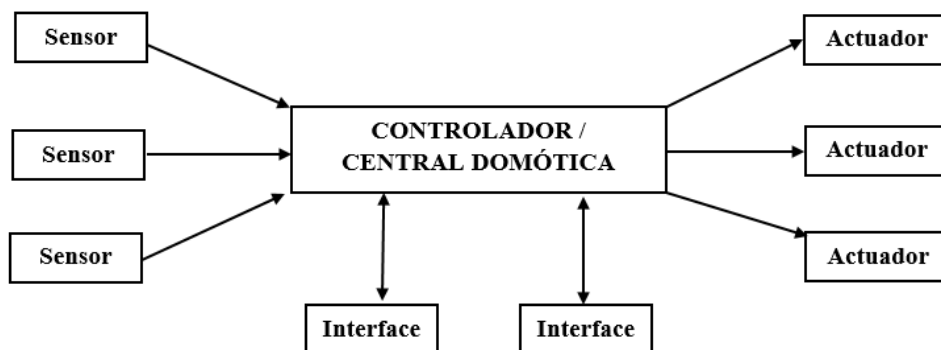 Sensor
Actuador
CONTROLADOR /
CENTRAL DOMÓTICA
Sensor
Actuador
Sensor
Actuador
Interface
Interface